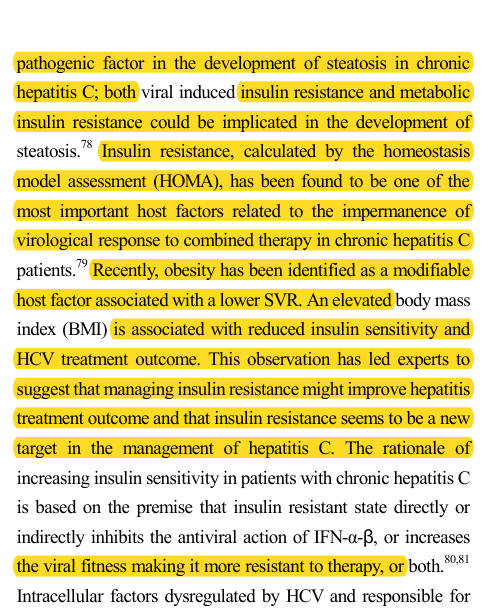 pathogenic factor in the development of steatosis in chronic
hepatitis C; both viral induced insulin resistance and metabolic
insulin resistance could be implicated in the development of
steatosis.78 Insulin resistance, calculated by the homeostasis
model assessment (HOMA), has been found to be one of the
most important host factors related to the impermanence of
virological response to combined therapy in chronic hepatitis C
patients.79 Recently, obesity has been identified as a modifiable
host factor associated with a lower SVR. An elevated body mass
index (BMI) is associated with reduced insulin sensitivity and
HCV treatment outcome. This observation has led experts to
suggest that managing insulin resistance might improve hepatitis
treatment outcome and that insulin resistance seems to be a new
target in the management of hepatitis C. The rationale of
increasing insulin sensitivity in patients with chronic hepatitis C
is based on the premise that insulin resistant state directly or
indirectly inhibits the antiviral action of IFN-α-β, or increases
the viral fitness making it more resistant to therapy, or both.80,81
Intracellular factors dysregulated by HCV and responsible for